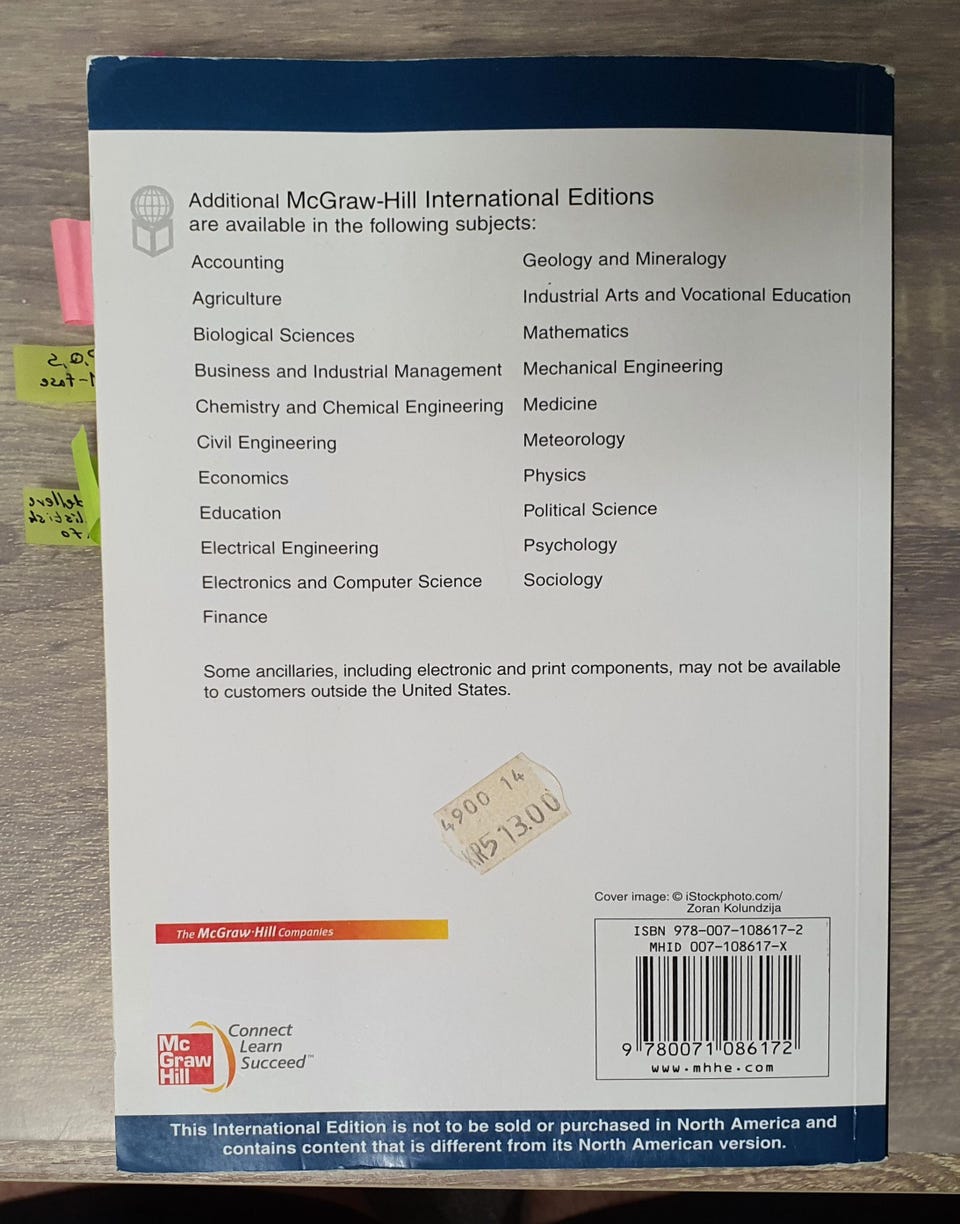 Additional McGraw-Hill International Editions
are available in the following subjects:
Accounting
Agriculture
Biological Sciences
Business and Industrial Management
Chemistry and Chemical Engineering
Civil Engineering
Economics
Education
Electrical Engineering
Electronics and Computer Science
Finance
Geology and Mineralogy
Industrial Arts and Vocational Education
Mathematics
Mechanical Engineering
Medicine
Meteorology
Physics
Political Science
Psychology
Sociology
Some ancillaries, including electronic and print components, may not be available
to customers outside the United States.
4900 14
KR513.00
Cover image: © iStockphoto.com/
Zoran Kolundzija
The McGraw·Hill Companies
ISBN 978-007-108617-2
MHID 007-108617-X
9 780071 086172
www.mhhe.com
Mc
Graw
Hill
Connect
Learn
Succeed™
This International Edition is not to be sold or purchased in North America and
contains content that is different from its North American version.